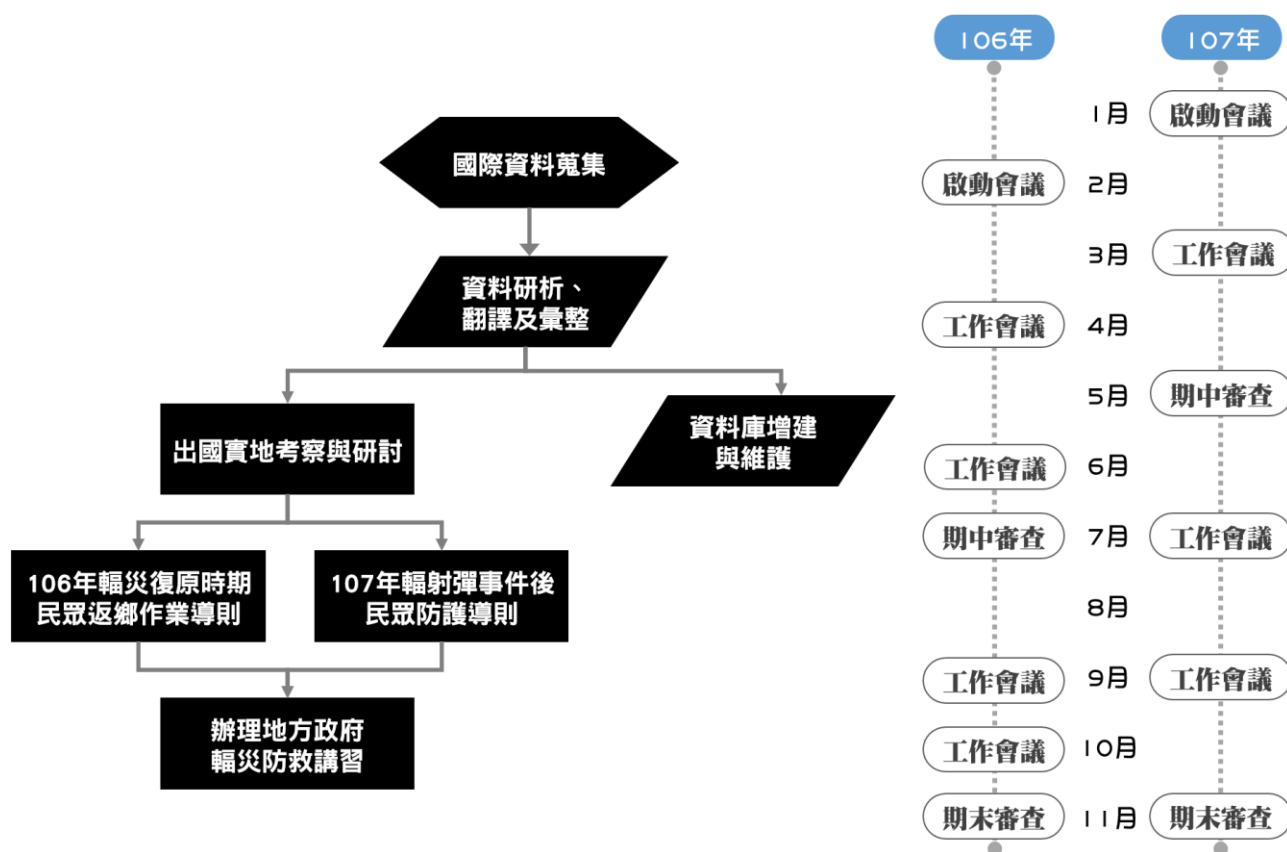 國際資料蒐集
資料研析、
翻譯及彙整
出國實地考察與研討
資料庫增建
與維護
106年輻災復原時期
民眾返鄉作業導則
107年輻射彈事件後
民眾防護導則
辦理地方政府
輻災防救講習
106年
107年
1月
啟動會議
啟動會議
2月
3月
工作會議
工作會議
4月
5月
期中審查
工作會議
6月
期中審查
7月
工作會議
8月
工作會議
9月
工作會議
工作會議
10月
期末審查
11月
期末審查